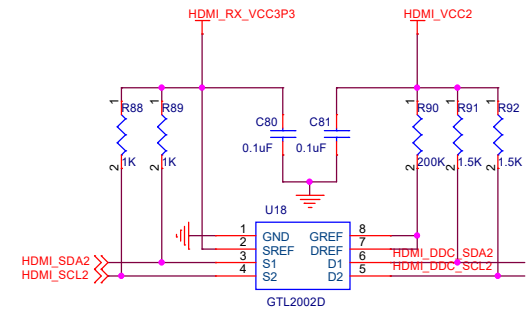 HDMI_RX_VCC3P3
HDMI_VCC2
1 R88
1 R89
C80
C81
1 R90
1 R91
1 R92
0.1uF
0.1uF
2 1K
2 1K
2 200K
2 1.5K
2 1.5K
U18
1 GND GREF 8
2 SREF DREF 7
HDMI_SDA2 3 S1 D1 6 HDMI_DDC_SDA2
HDMI_SCL2 4 S2 D2 5 HDMI_DDC_SCL2
GTL2002D